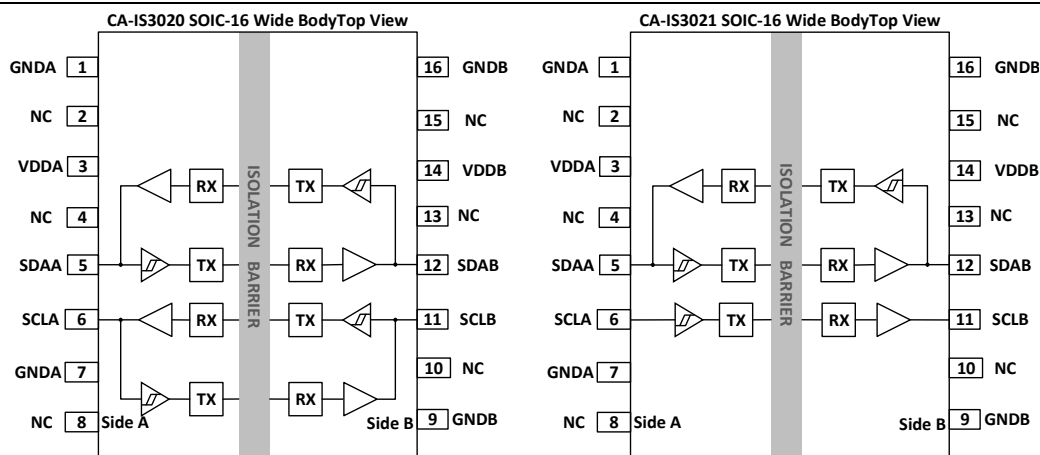 CA-IS3020 SOIC-16 Wide BodyTop View
GNDA 1
NC 2
VDDA 3
NC 4
SDAA 5
SCLA 6
GNDA 7
NC 8
Side A
RX
TX
TX
RX
RX
TX
TX
RX
ISOLATION BARRIER
16 GNDB
15 NC
14 VDDB
13 NC
12 SDAB
11 SCLB
10 NC
9 GNDB
Side B
CA-IS3021 SOIC-16 Wide BodyTop View
GNDA 1
NC 2
VDDA 3
NC 4
SDAA 5
SCLA 6
GNDA 7
NC 8
Side A
RX
TX
TX
RX
TX
RX
ISOLATION BARRIER
16 GNDB
15 NC
14 VDDB
13 NC
12 SDAB
11 SCLB
10 NC
9 GNDB
Side B